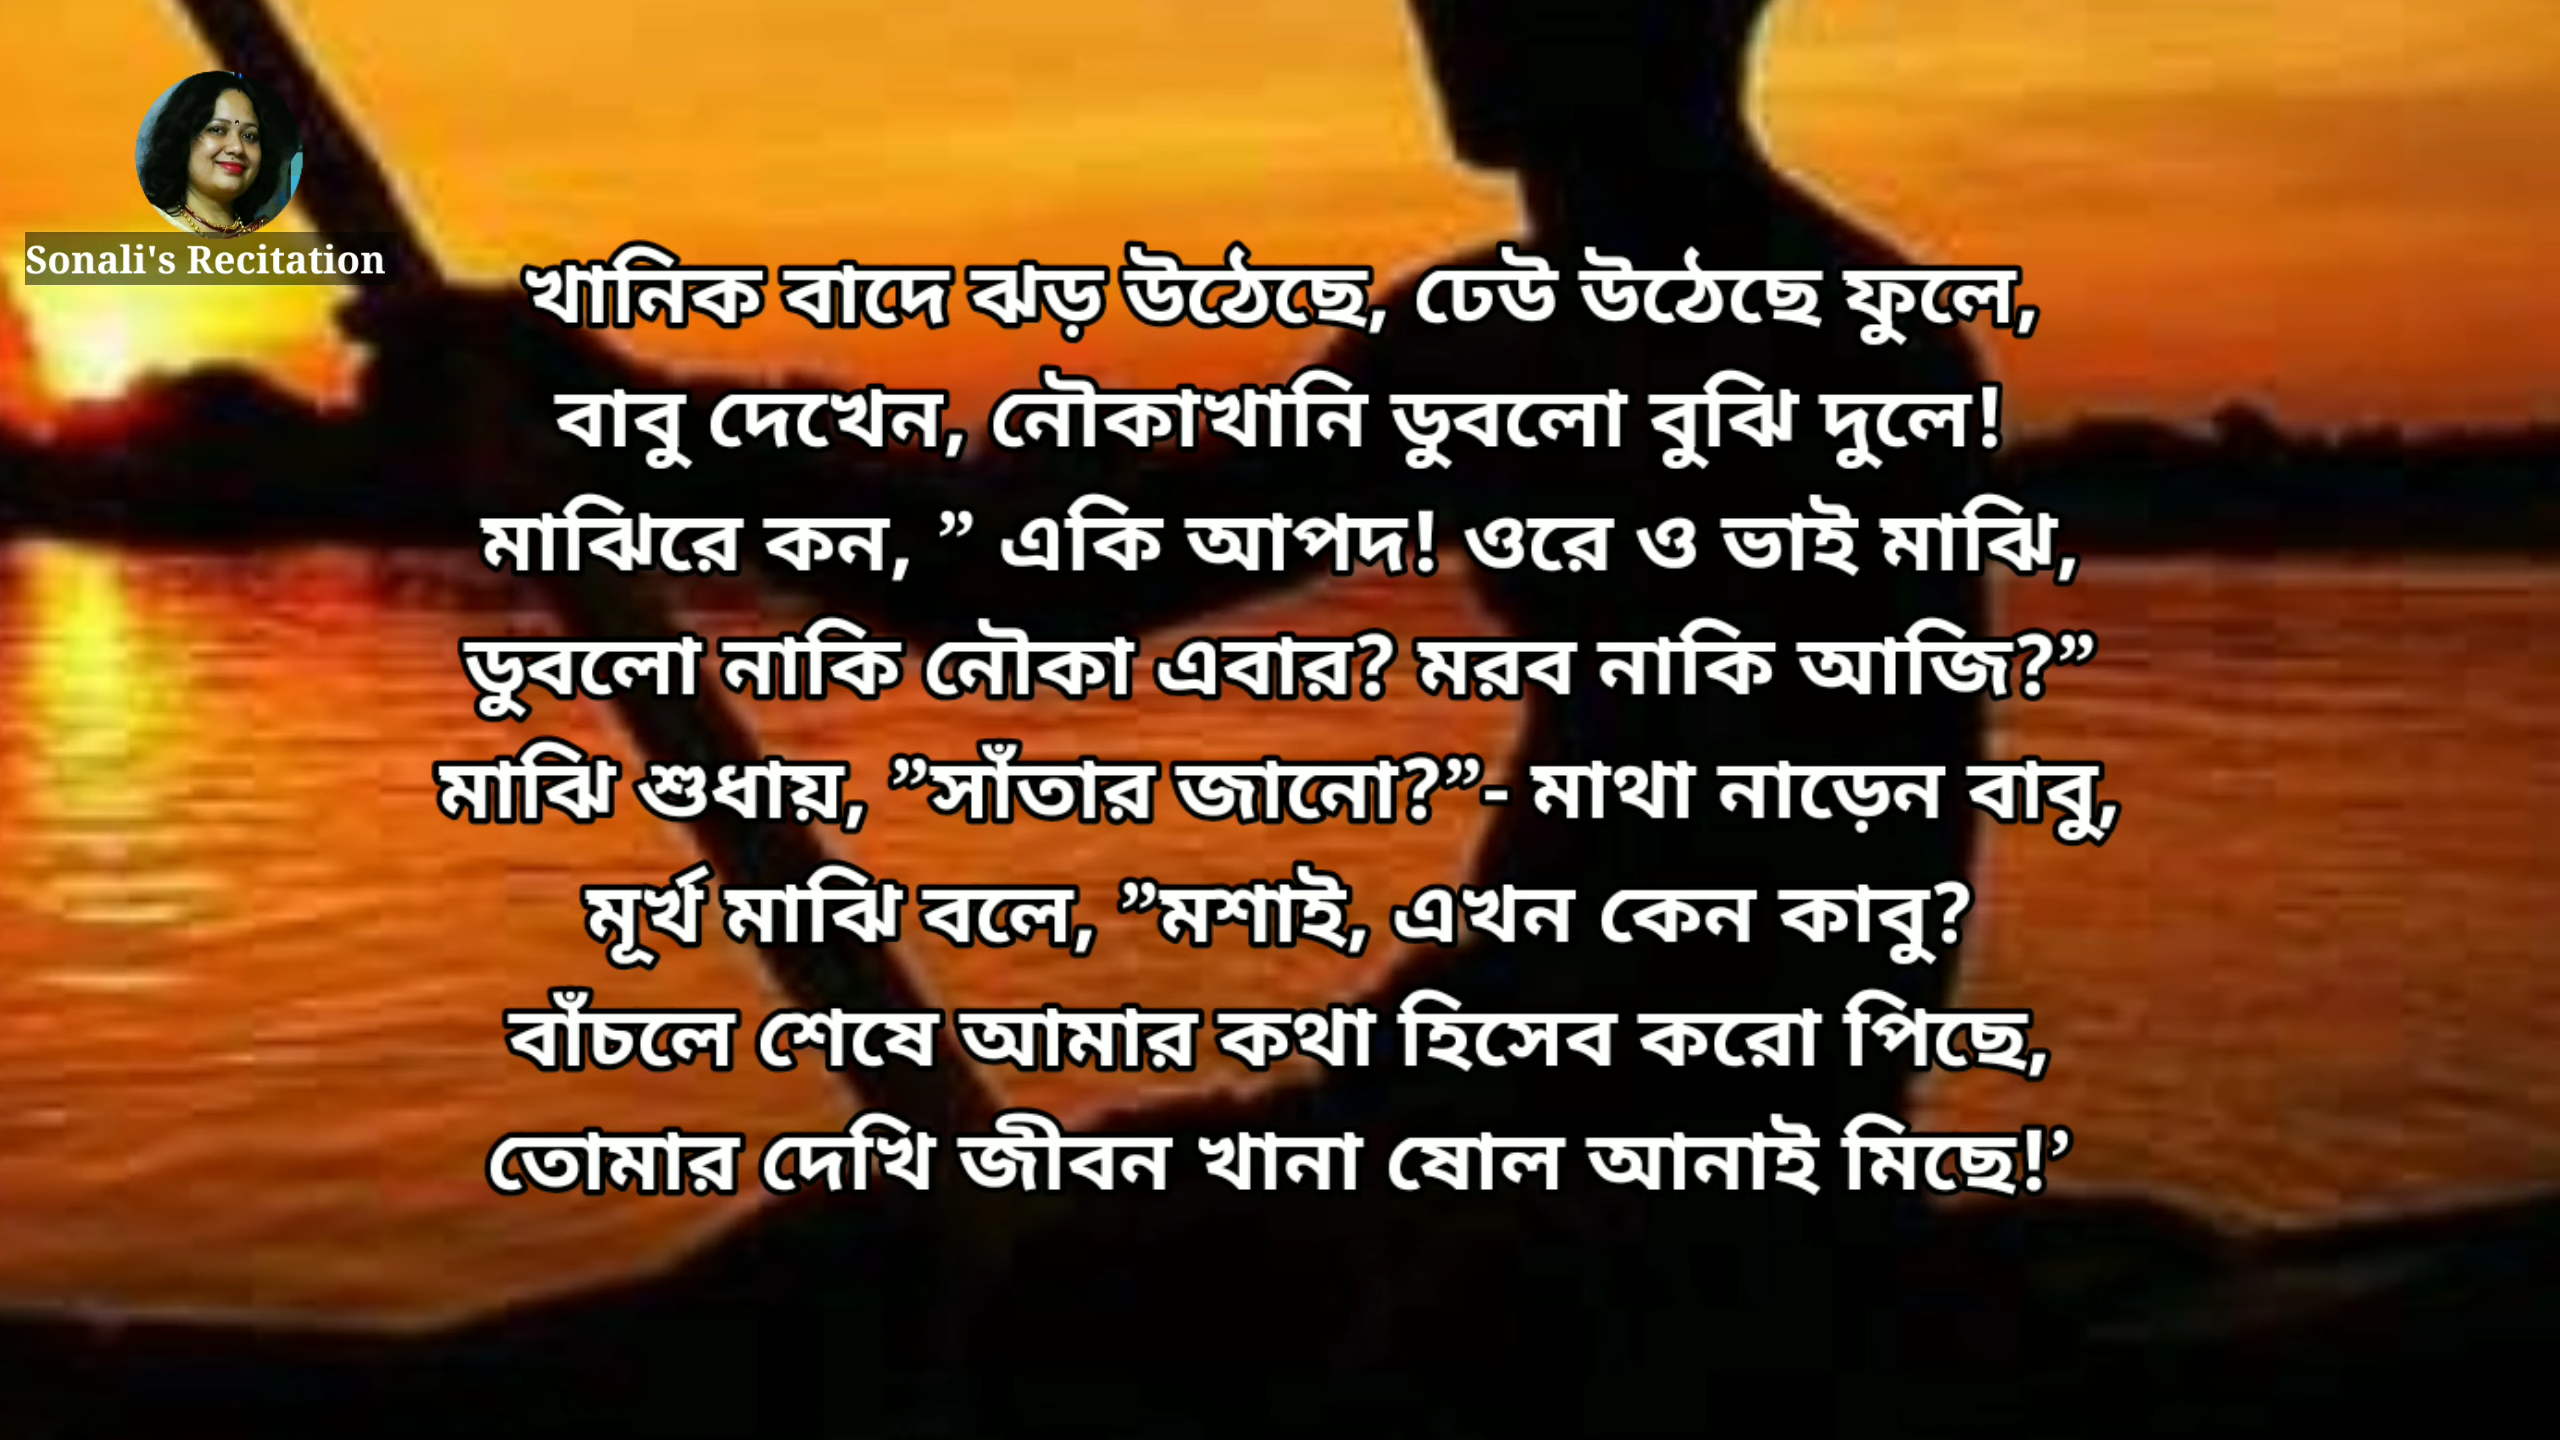 Sonali's Recitation
খানিক বাদে ঝড় উঠেছে, ঢেউ উঠেছে ফুলে,
বাবু দেখেন, নৌকাখানি ডুবলো বুঝি দুলে!
মাঝিরে কন, ” একি আপদ! ওরে ও ভাই মাঝি,
ডুবলো নাকি নৌকা এবার? মরব নাকি আজি?”
মাঝি শুধায়, ”সাঁতার জানো?”- মাথা নাড়েন বাবু,
মূর্খ মাঝি বলে, ”মশাই, এখন কেন কাবু?
বাঁচলে শেষে আমার কথা হিসেব করো পিছে,
তোমার দেখি জীবন খানা ষোল আনাই মিছে!’